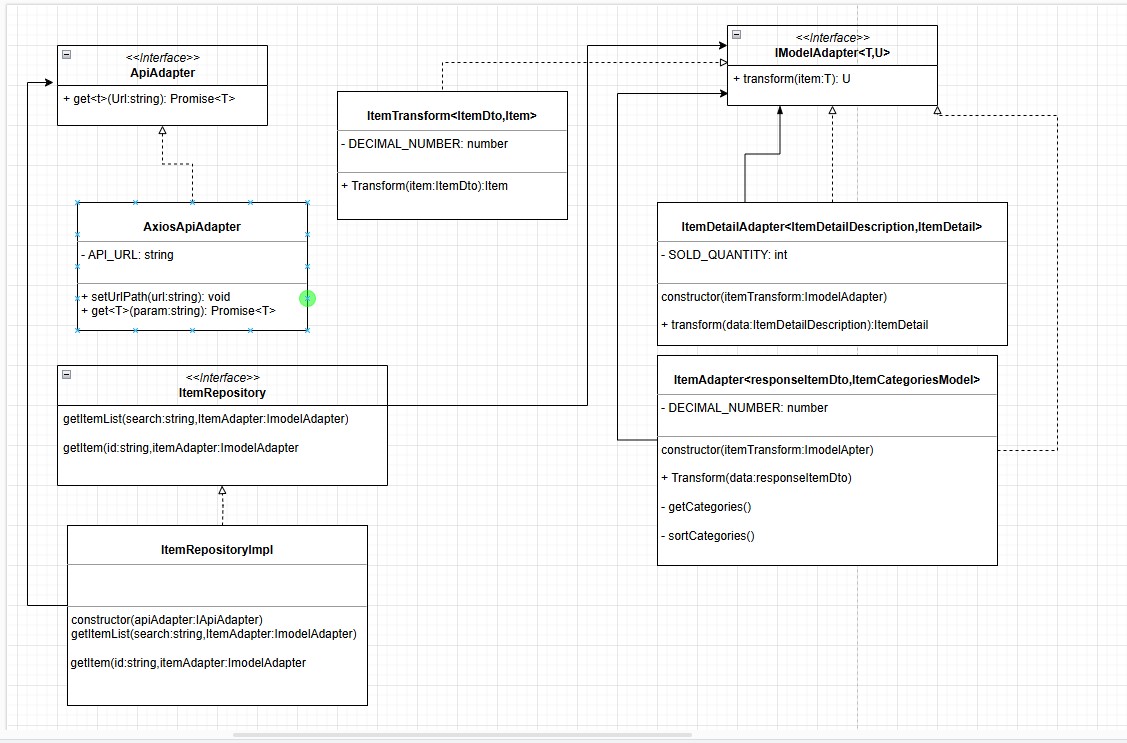 <<Interface>>
ApiAdapter
+ get<t>(Url:string): Promise<T>
AxiosApiAdapter
- API_URL: string
+ setUrlPath(url:string): void
+ get<T>(param:string): Promise<T>
<<Interface>>
ItemRepository
getItemList(search:string,ItemAdapter:ImodelAdapter)
getItem(id:string,itemAdapter:ImodelAdapter
ItemRepositoryImpl
constructor(apiAdapter:IApiAdapter)
getItemList(search:string,ItemAdapter:ImodelAdapter)
getItem(id:string,itemAdapter:ImodelAdapter
ItemTransform<ItemDto,Item>
- DECIMAL_NUMBER: number
+ Transform(item:ItemDto):Item
<<Interface>>
IModelAdapter<T,U>
+ transform(item:T): U
ItemDetailAdapter<ItemDetailDescription,ItemDetail>
- SOLD_QUANTITY: int
constructor(itemTransform:ImodelAdapter)
+ transform(data:ItemDetailDescription):ItemDetail
ItemAdapter<responseItemDto,ItemCategoriesModel>
- DECIMAL_NUMBER: number
constructor(itemTransform:ImodelApter)
+ Transform(data:responseItemDto)
- getCategories()
- sortCategories()